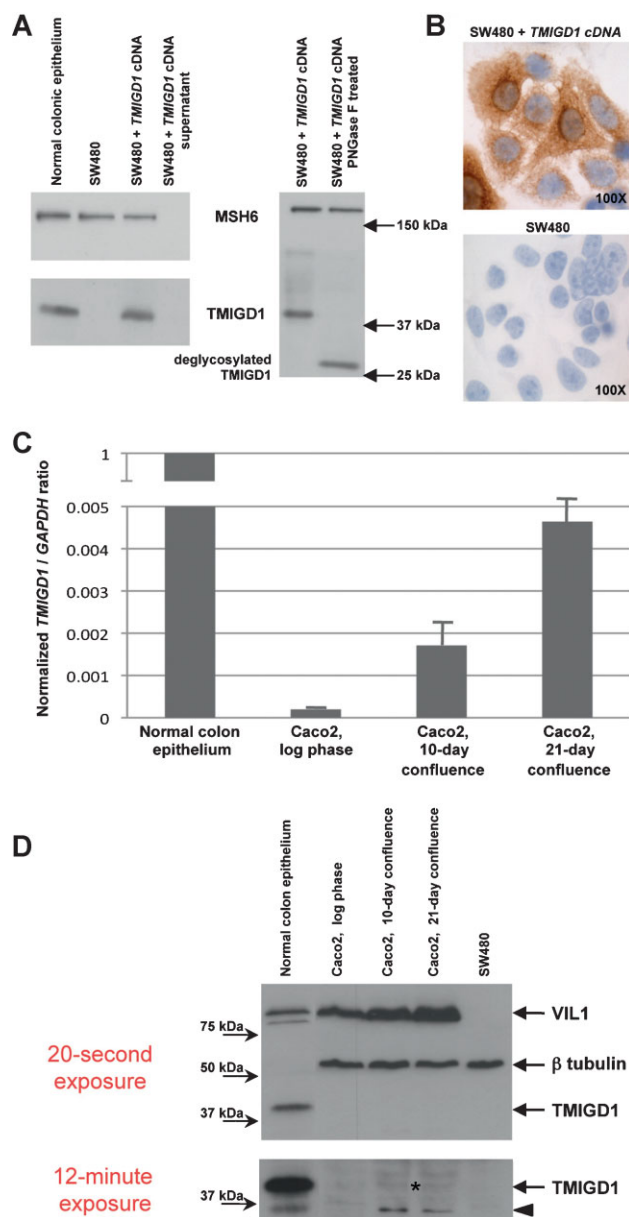 A
Normal colonic epithelium
SW480
SW480 + TMIGD1 cDNA
SW480 + TMIGD1 cDNA
supernatant
SW480 + TMIGD1 cDNA
SW480 + TMIGD1 cDNA
PNGase F treated
MSH6
150 kDa
TMIGD1
37 kDa
deglycosylated
TMIGD1
25 kDa
B
SW480 + TMIGD1 cDNA
100X
SW480
100X
C
Normalized TMIGD1 / GAPDH ratio
1
0.005
0.004
0.003
0.002
0.001
0
Normal colon
epithelium
Caco2,
log phase
Caco2,
10-day
confluence
Caco2,
21-day
confluence
D
Normal colon epithelium
Caco2, log phase
Caco2, 10-day confluence
Caco2, 21-day confluence
SW480
20-second
exposure
75 kDa
50 kDa
37 kDa
VIL1
β tubulin
TMIGD1
12-minute
exposure
37 kDa
*
TMIGD1